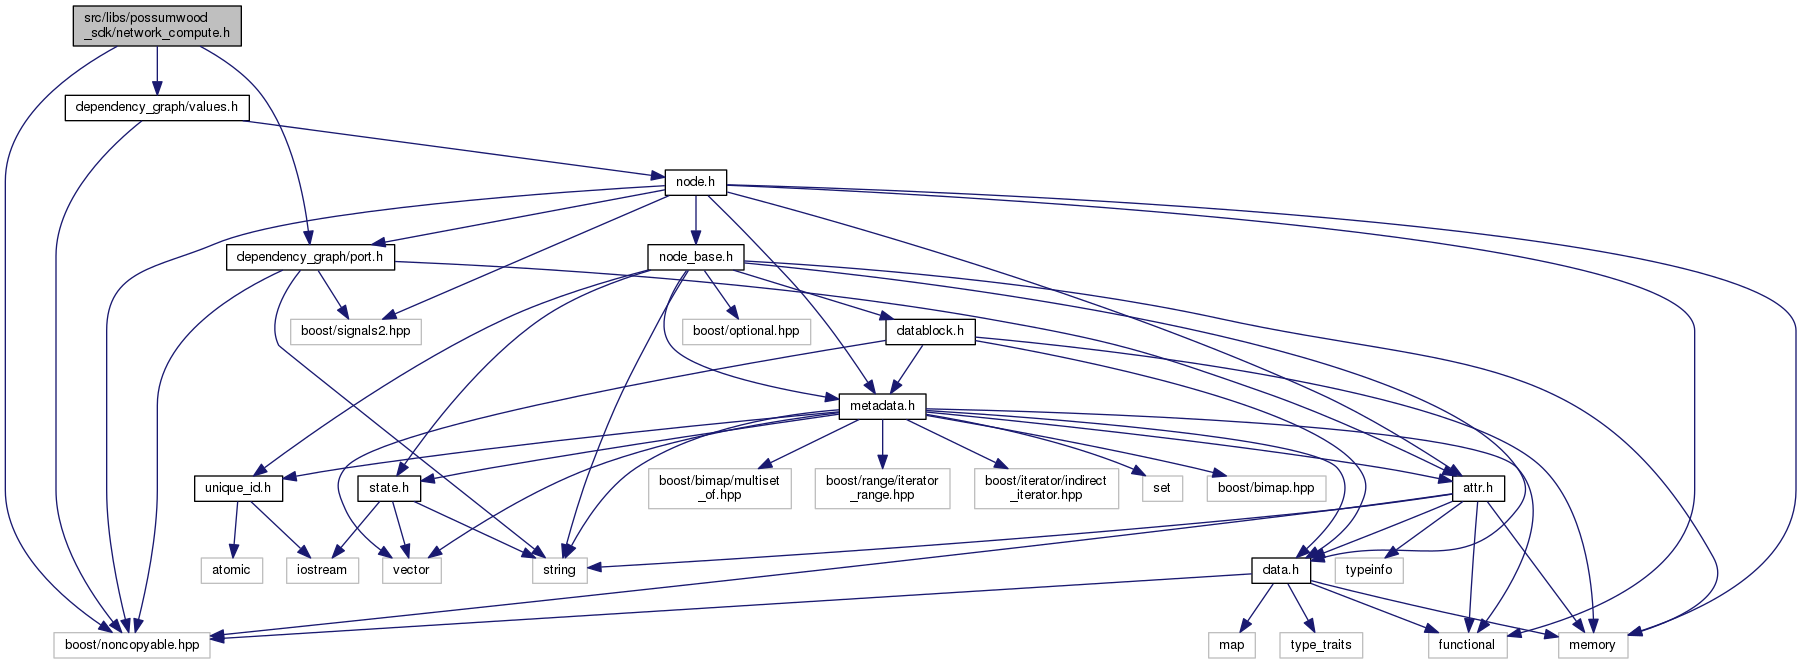 src/libs/possumwood
_sdk/network_compute.h
dependency_graph/values.h
node.h
dependency_graph/port.h
node_base.h
boost/signals2.hpp
boost/optional.hpp
datablock.h
metadata.h
unique_id.h
state.h
boost/bimap/multiset
_of.hpp
boost/range/iterator
_range.hpp
boost/iterator/indirect
_iterator.hpp
set
boost/bimap.hpp
attr.h
atomic
iostream
vector
string
data.h
typeinfo
boost/noncopyable.hpp
map
type_traits
functional
memory